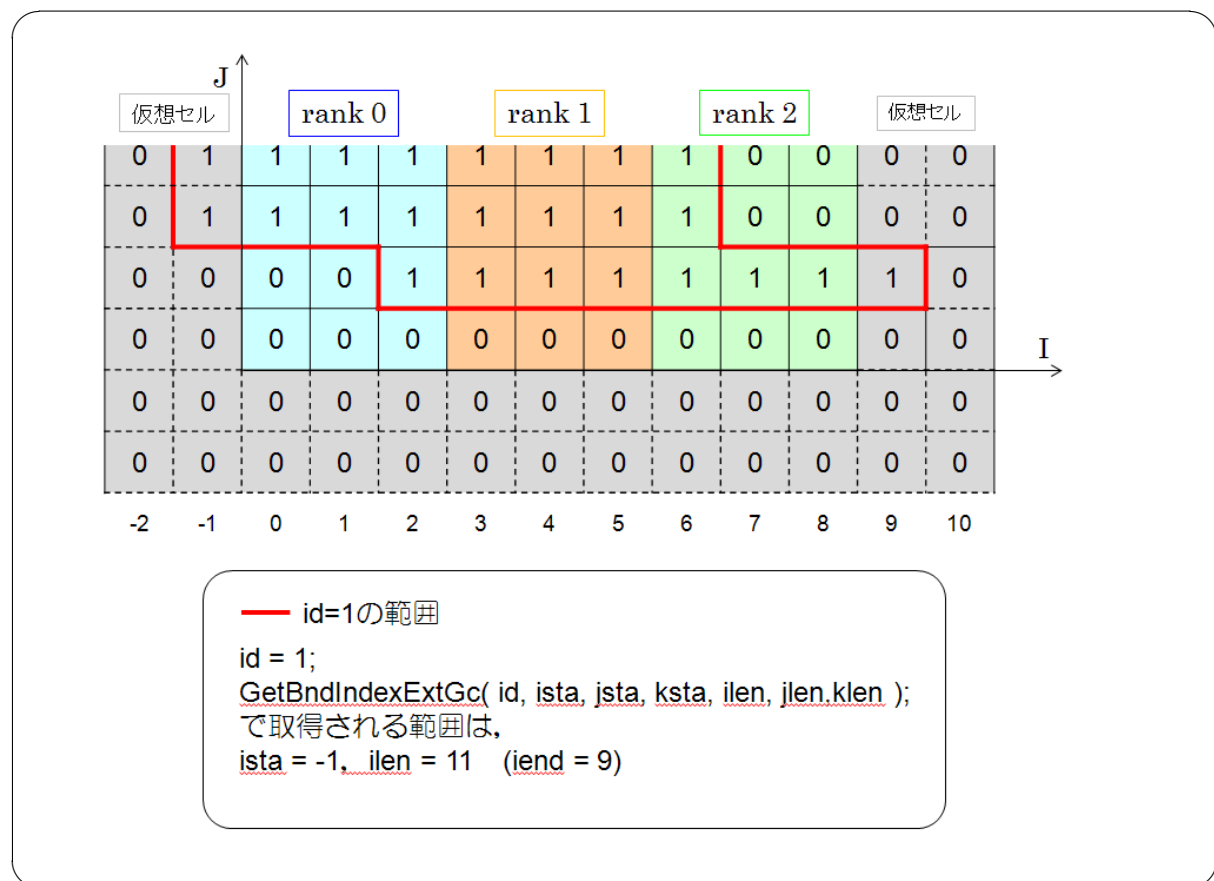 J
仮想セル rank 0 rank 1 rank 2 仮想セル
0 1 1 1 1 1 1 1 1 0 0 0 0
0 1 1 1 1 1 1 1 1 0 0 0 0
0 0 0 0 1 1 1 1 1 1 1 1 0
0 0 0 0 0 0 0 0 0 0 0 0 0
I
0 0 0 0 0 0 0 0 0 0 0 0 0
0 0 0 0 0 0 0 0 0 0 0 0 0
-2 -1 0 1 2 3 4 5 6 7 8 9 10
id=1の範囲
id = 1;
GetBndIndexExtGc( id, ista, jsta, ksta, ilen, jlen,klen );
で取得される範囲は,
ista = -1, ilen = 11 (iend = 9)